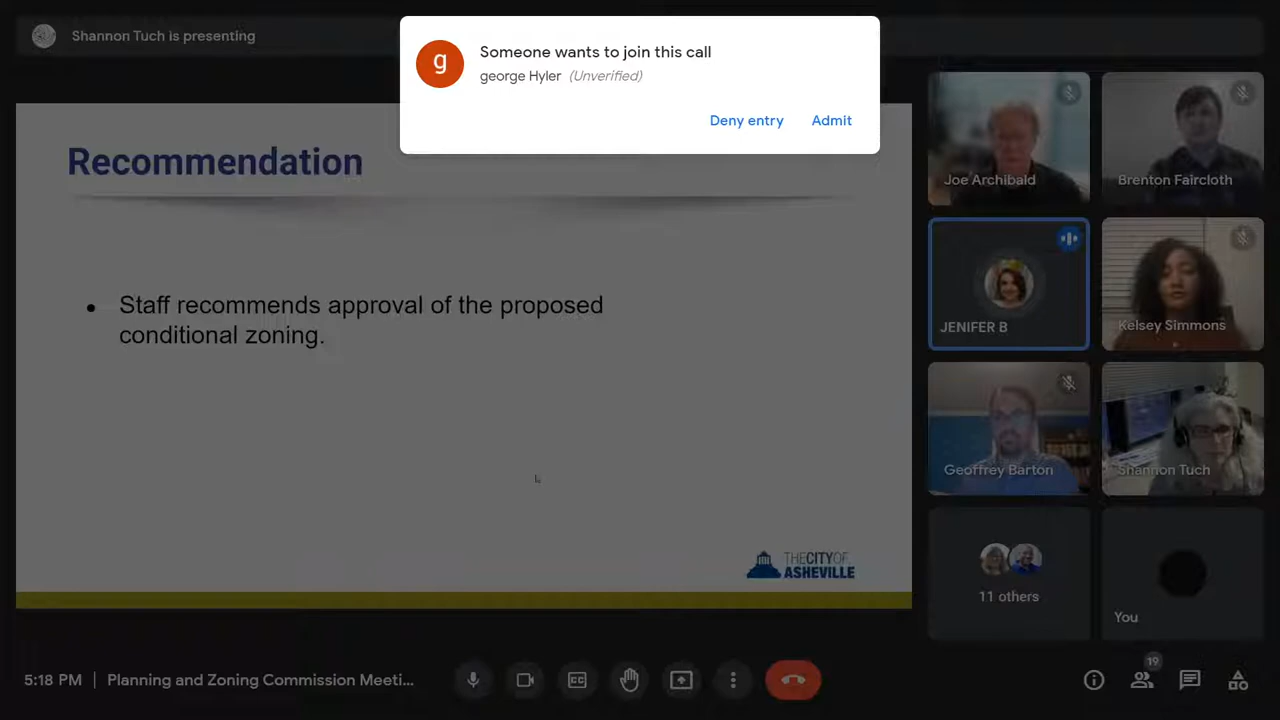 Shannon Tuch is presenting
g
Someone wants to join this call
george Hyler (Unverified)
Deny entry
Admit
Recommendation
• Staff recommends approval of the proposed
conditional zoning.
THE CITY OF
ASHEVILLE
Joe Archibald
Brenton Faircloth
JENIFER B
Kelsey Simmons
Geoffrey Barton
Shannon Tuch
11 others
You
5:18 PM | Planning and Zoning Commission Meeti...
CC
19